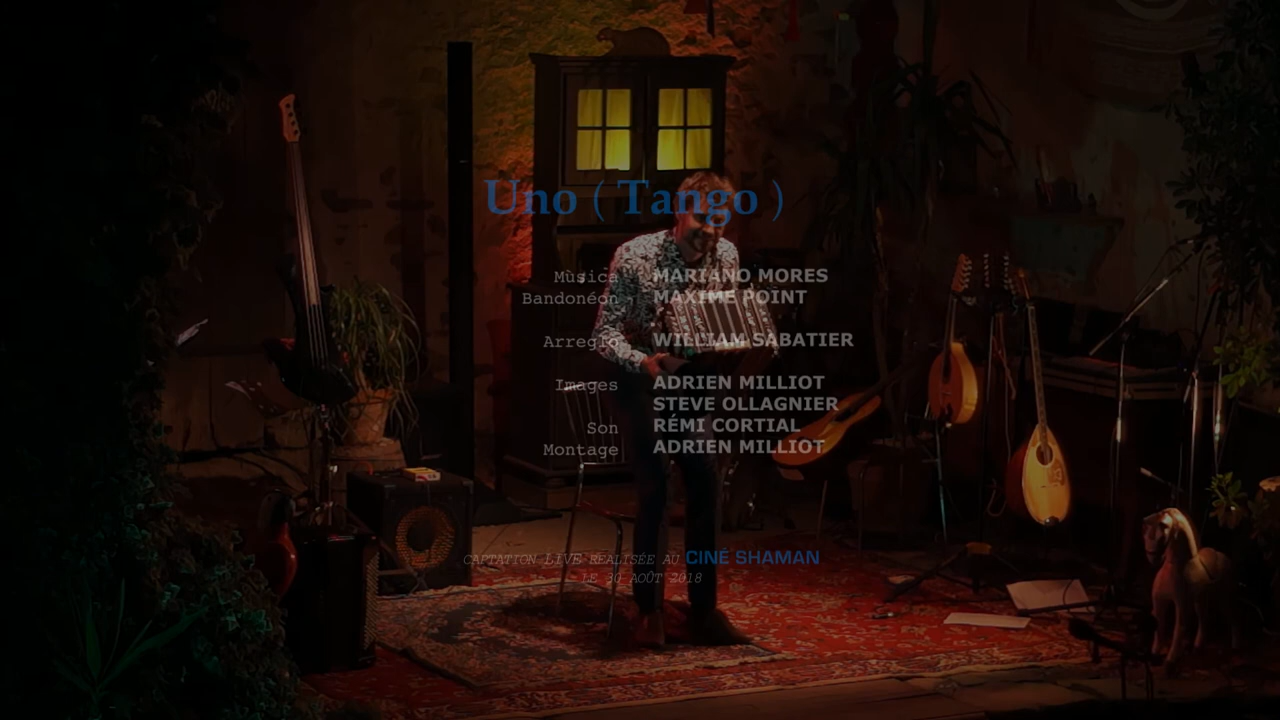 Uno ( Tango )
Mùsica MARIANO MORES
Bandonéon MAXIME POINT
Arreglo WILLIAM SABATIER
Images ADRIEN MILLIOT
STEVE OLLAGNIER
Son RÉMI CORTIAL
Montage ADRIEN MILLIOT
CAPTATION LIVE RÉALISÉE AU CINÉ SHAMAN
LE 30 AOÛT 2018